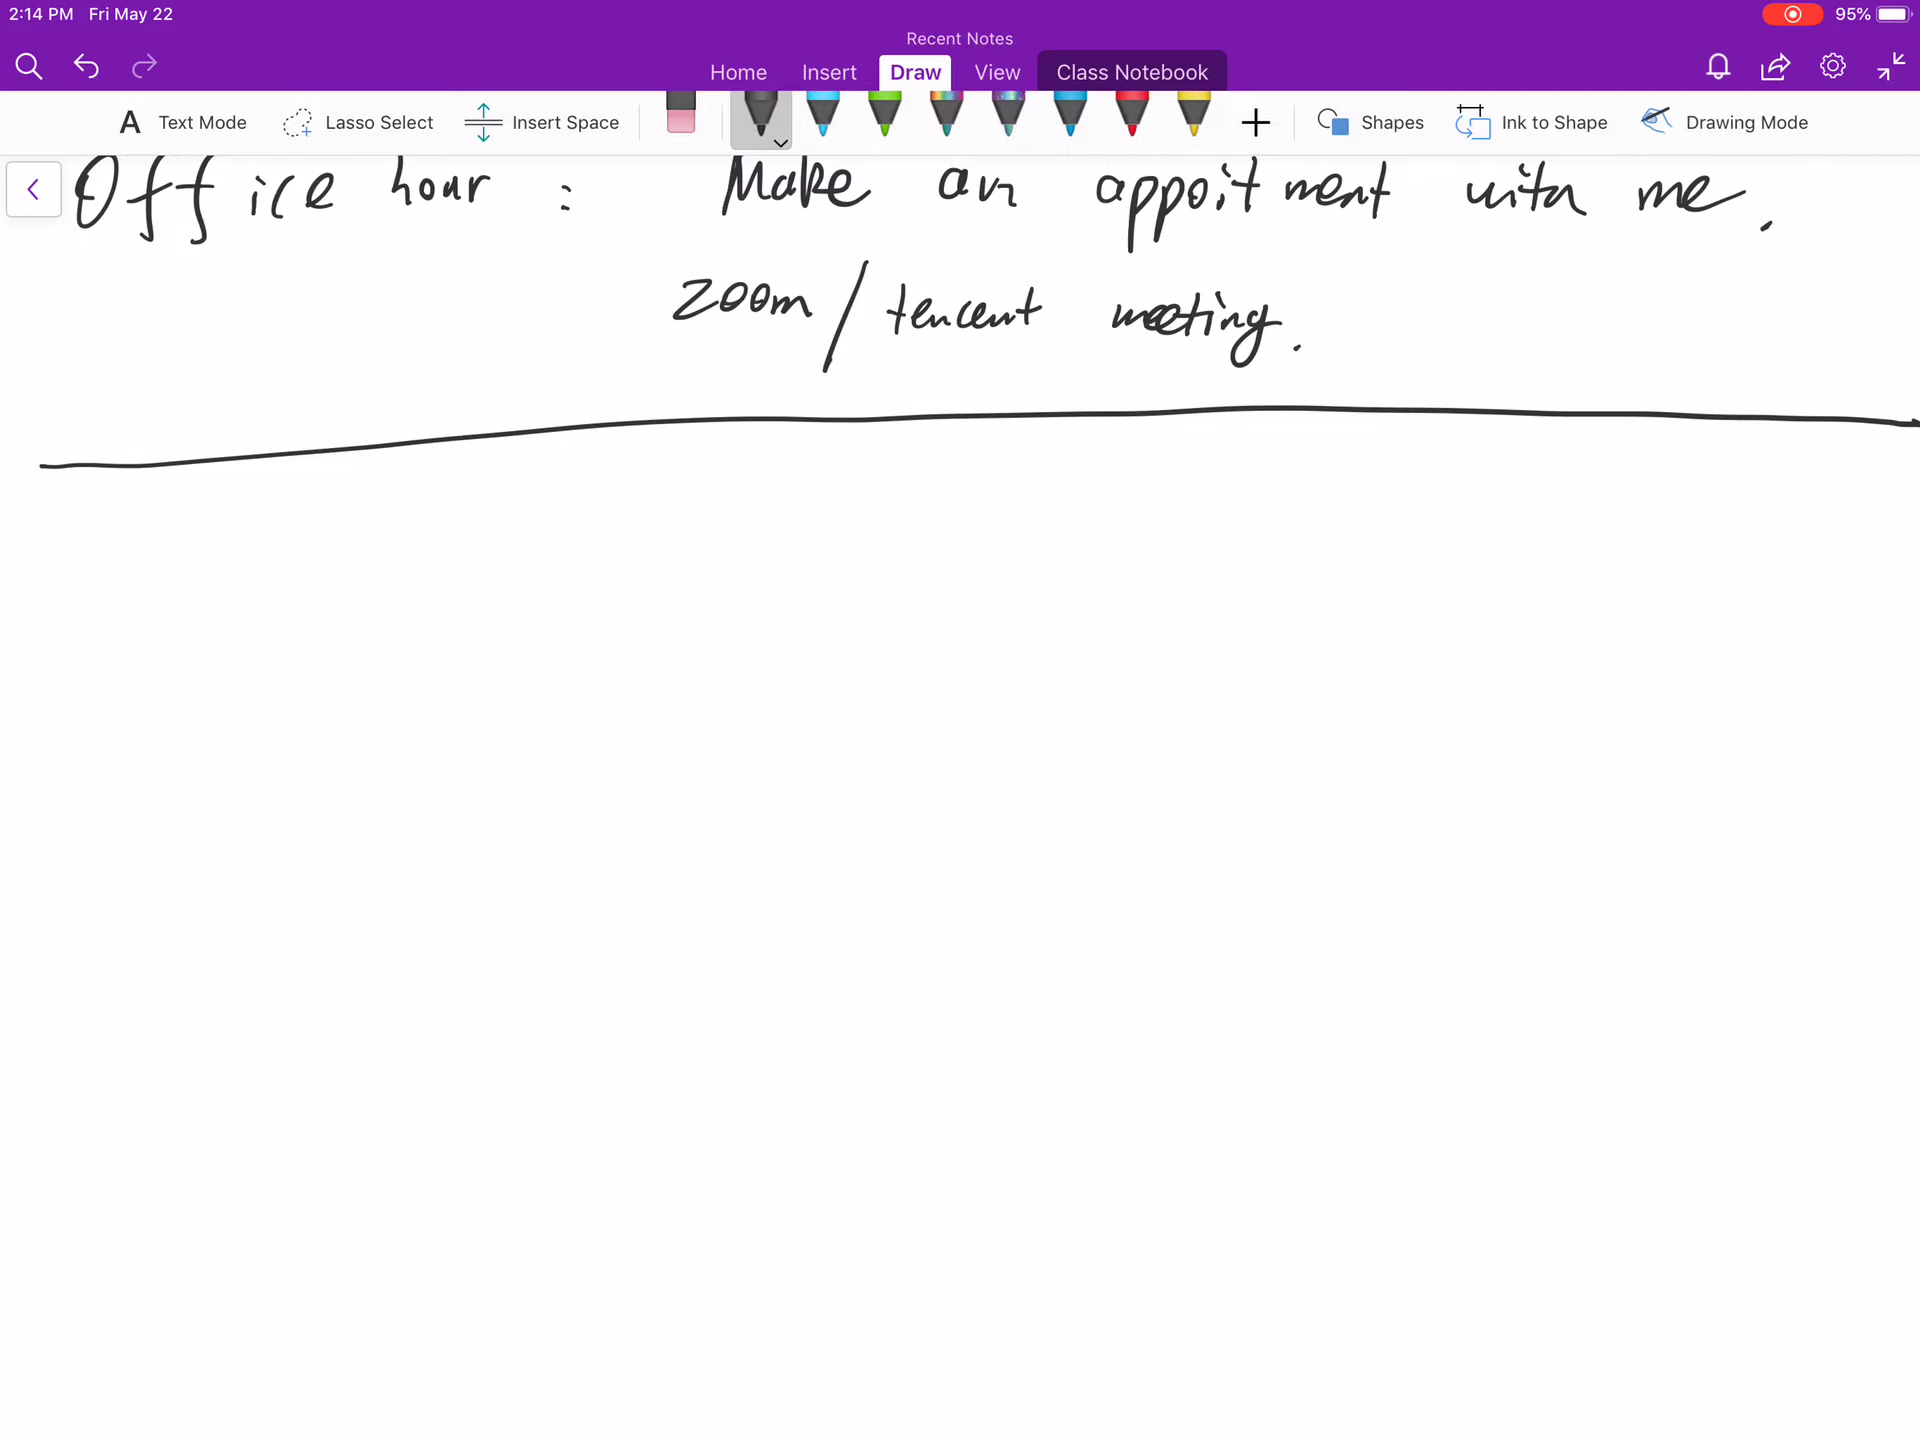 2:14 PM Fri May 22 95%
Recent Notes
Home Insert Draw View Class Notebook
A Text Mode Lasso Select Insert Space Shapes Ink to Shape Drawing Mode
Office hour : Make an appoitment with me.
Zoom / tencent meeting.